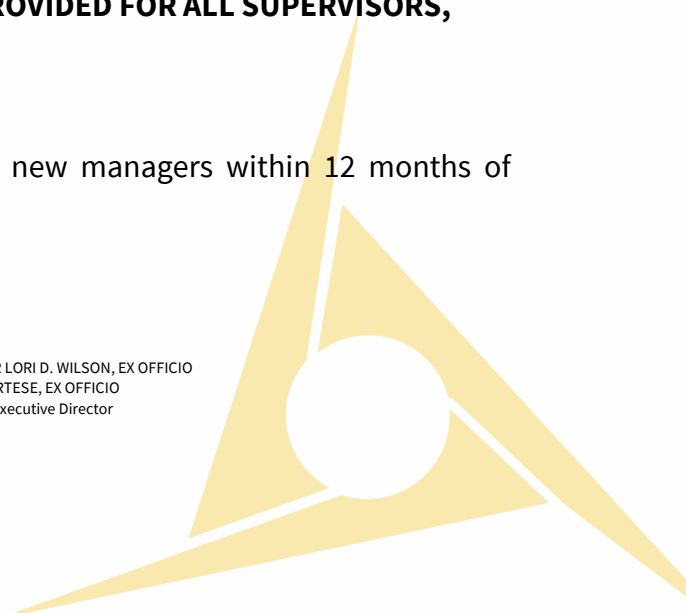 ROVIDED FOR ALL SUPERVISORS,
new managers within 12 months of
LORI D. WILSON, EX OFFICIO
RTESE, EX OFFICIO
xecutive Director